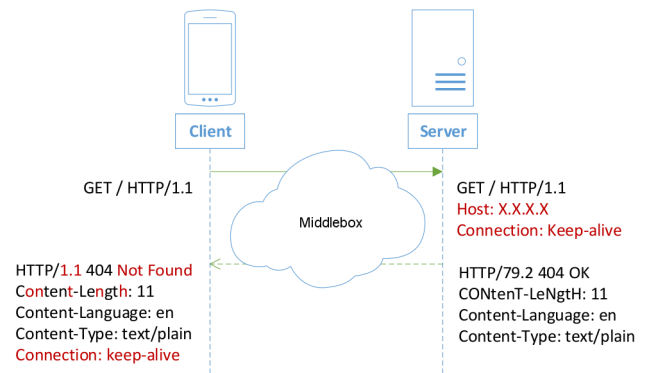 Client
Server
GET / HTTP/1.1
Middlebox
GET / HTTP/1.1
Host: X.X.X.X
Connection: Keep-alive
HTTP/1.1 404 Not Found
Content-Length: 11
Content-Language: en
Content-Type: text/plain
Connection: keep-alive
HTTP/79.2 404 OK
CONtenT-LeNgtH: 11
Content-Language: en
Content-Type: text/plain